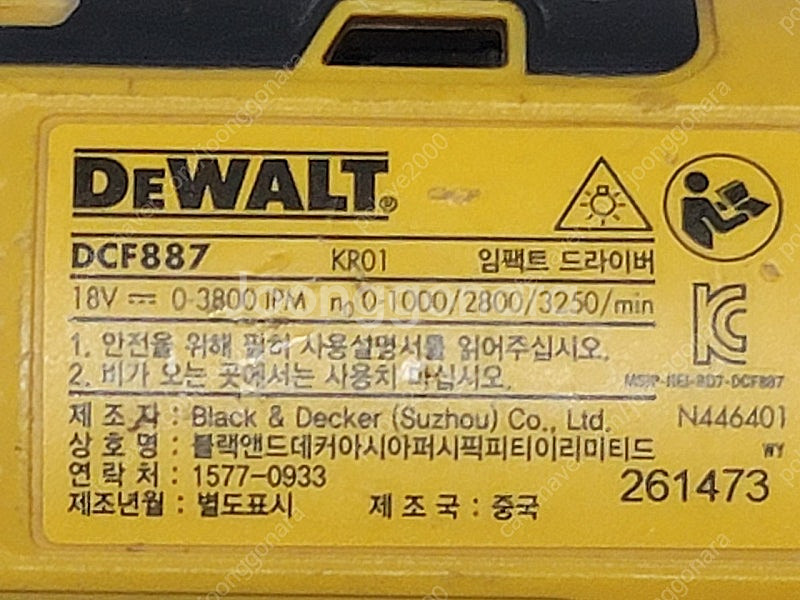 DEWALT®
DCF887 KR01 임팩트 드라이버
18V ⎓ 0-3800 IPM n₀ 0-1000/2800/3250/min
1. 안전을 위해 필히 사용설명서를 읽어주십시오.
2. 비가 오는 곳에서는 사용치 마십시오.
MSIP-REI-BD7-DCF887
제 조 자 : Black & Decker (Suzhou) Co., Ltd. N446401
상 호 명 : 블랙앤드데커아시아퍼시픽피티이리미티드 WY
연 락 처 : 1577-0933 261473
제조년월 : 별도표시 제 조 국 : 중국